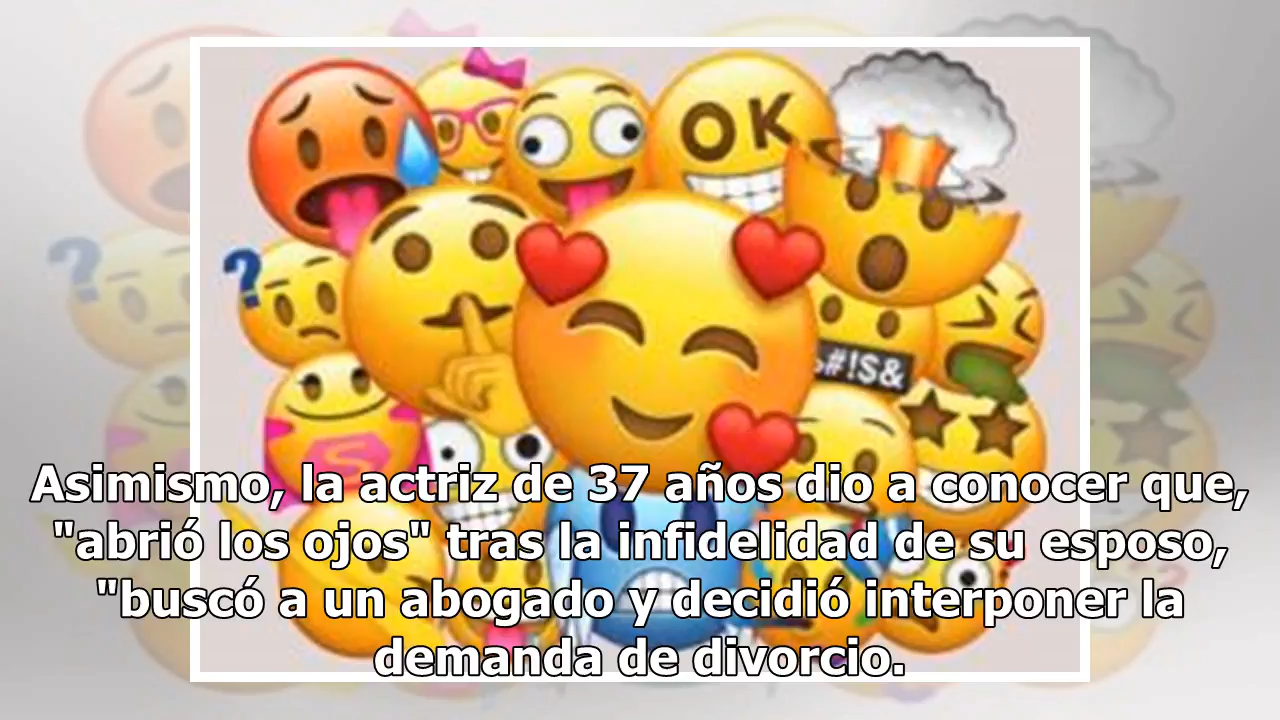 OK
?
#!S&
S
Asimismo, la actriz de 37 años dio a conocer que,
"abrió los ojos" tras la infidelidad de su esposo,
"buscó a un abogado y decidió interponer la
demanda de divorcio.